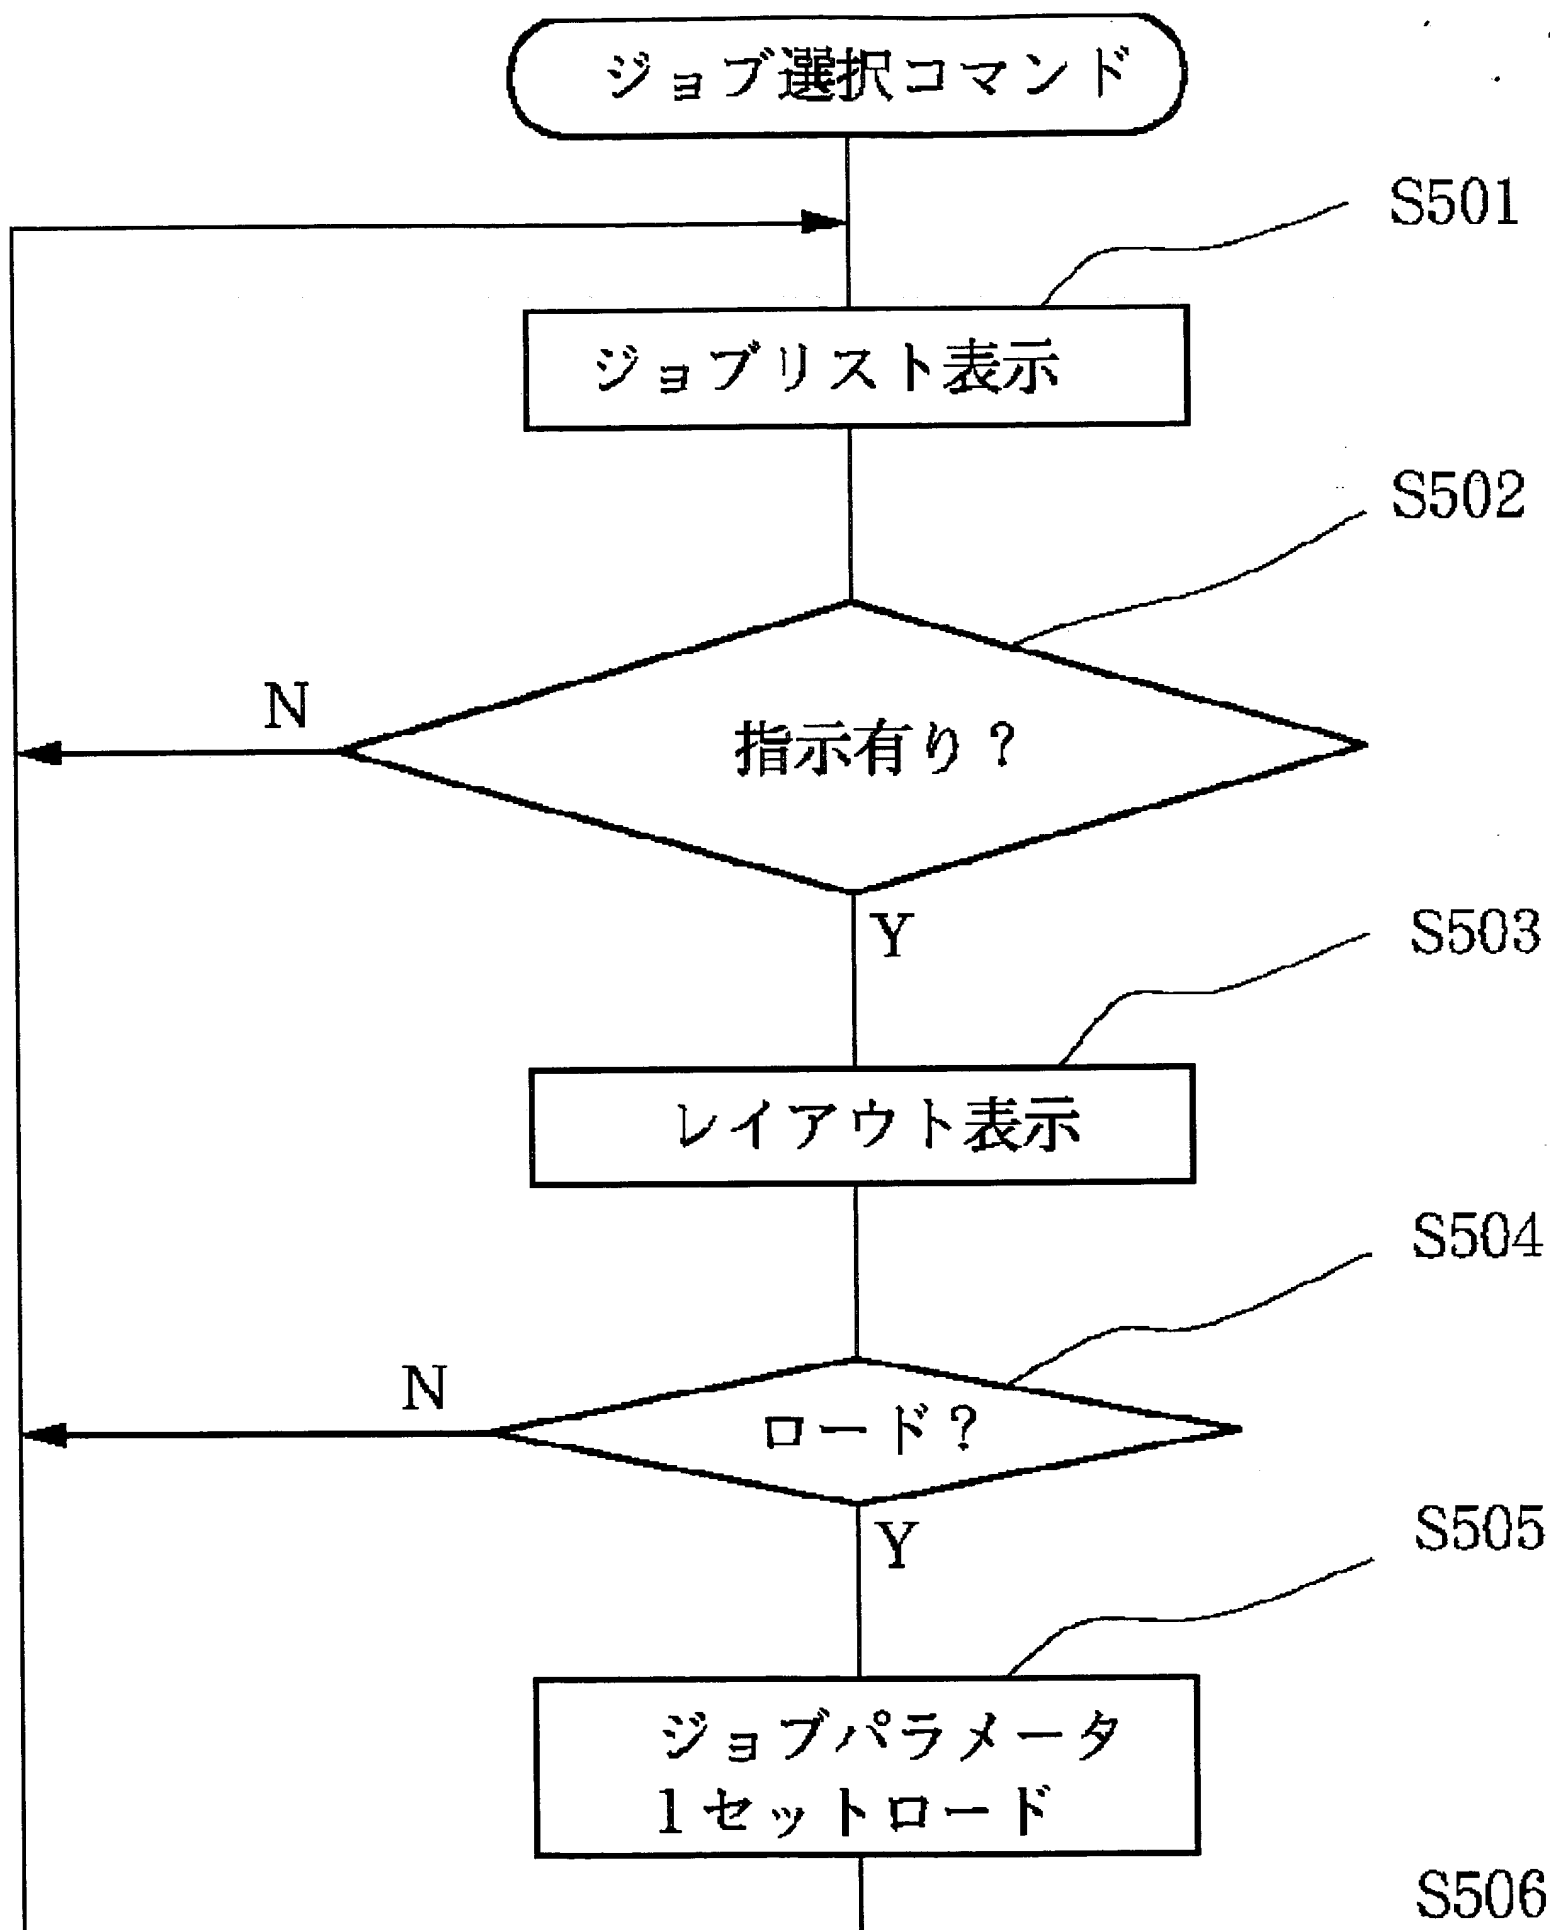 ジョブ選択コマンド
S501
ジョブリスト表示
S502
N
指示有り？
Y
S503
レイアウト表示
S504
N
ロード？
Y
S505
ジョブパラメータ
1セットロード
S506